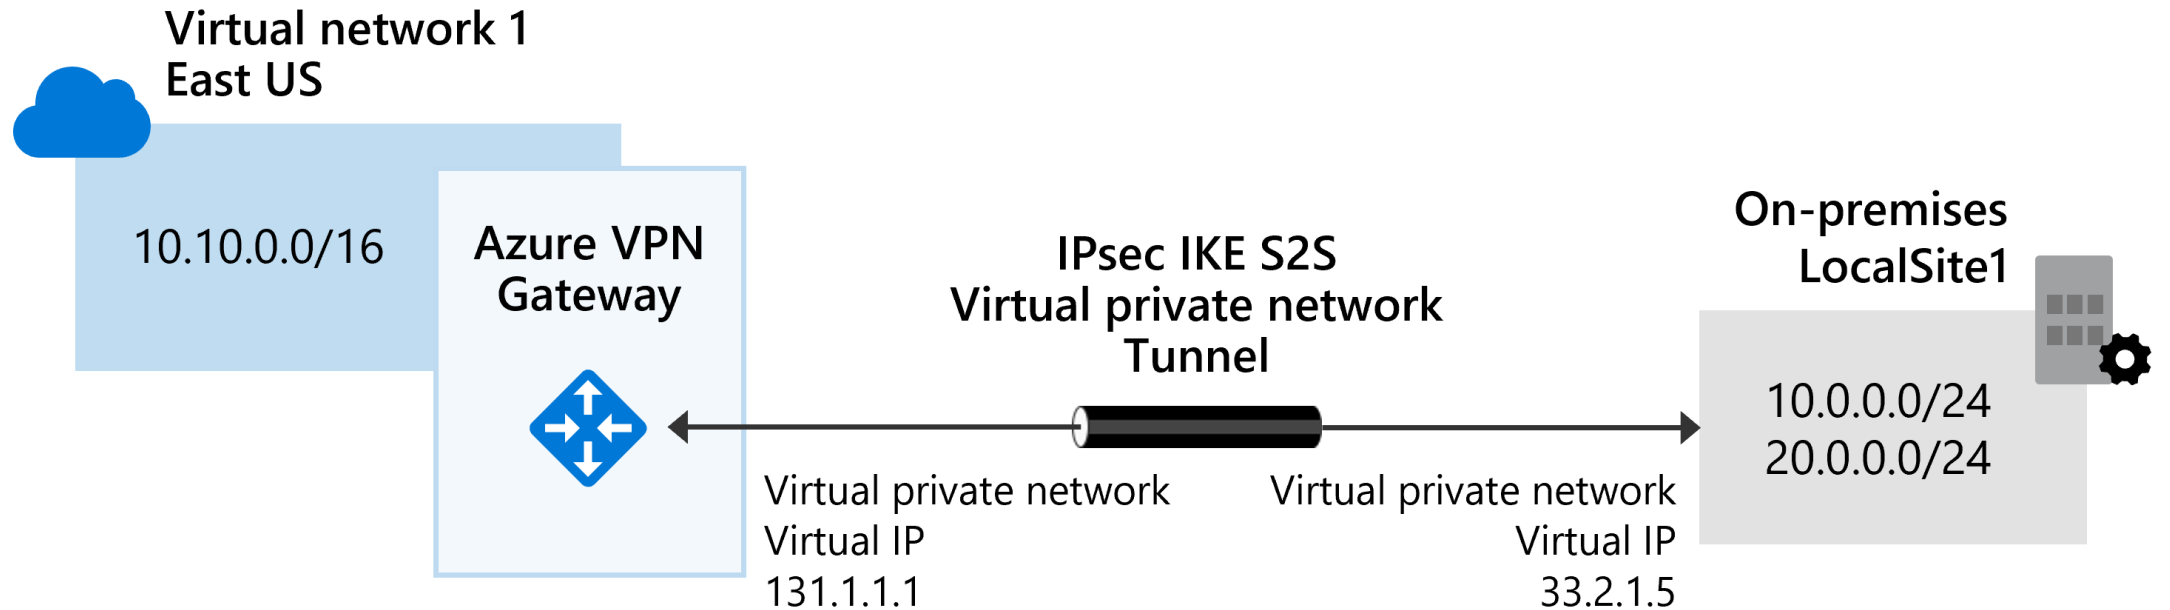 Virtual network 1
East US
10.10.0.0/16
Azure VPN
Gateway
IPsec IKE S2S
Virtual private network
Tunnel
Virtual private network
Virtual IP
131.1.1.1
Virtual private network
Virtual IP
33.2.1.5
On-premises
LocalSite1
10.0.0.0/24
20.0.0.0/24